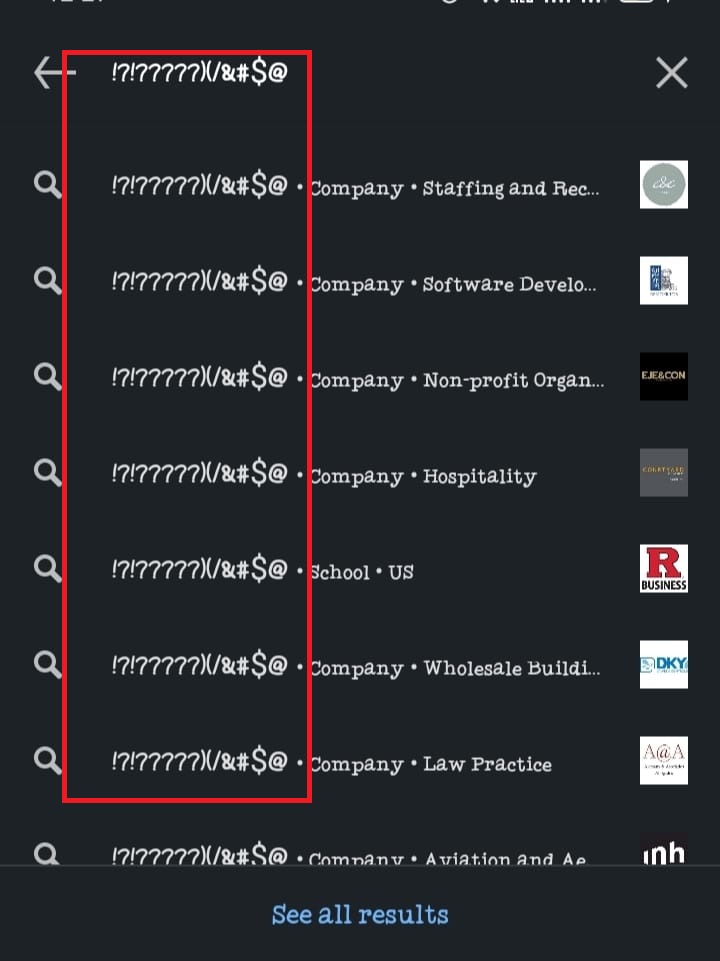 !?!?????)(/&#$@
!?!?????)(/&#$@ • Company • Staffing and Rec...
!?!?????)(/&#$@ • Company • Software Develo...
!?!?????)(/&#$@ • Company • Non-profit Organ...
EJE&CON
!?!?????)(/&#$@ • Company • Hospitality
COURTYARD
!?!?????)(/&#$@ • School • US
R
BUSINESS
!?!?????)(/&#$@ • Company • Wholesale Buildi...
DKY
!?!?????)(/&#$@ • Company • Law Practice
A@A
!?!?????)(/&#$@ • Company • Aviation and Ae
inh
See all results